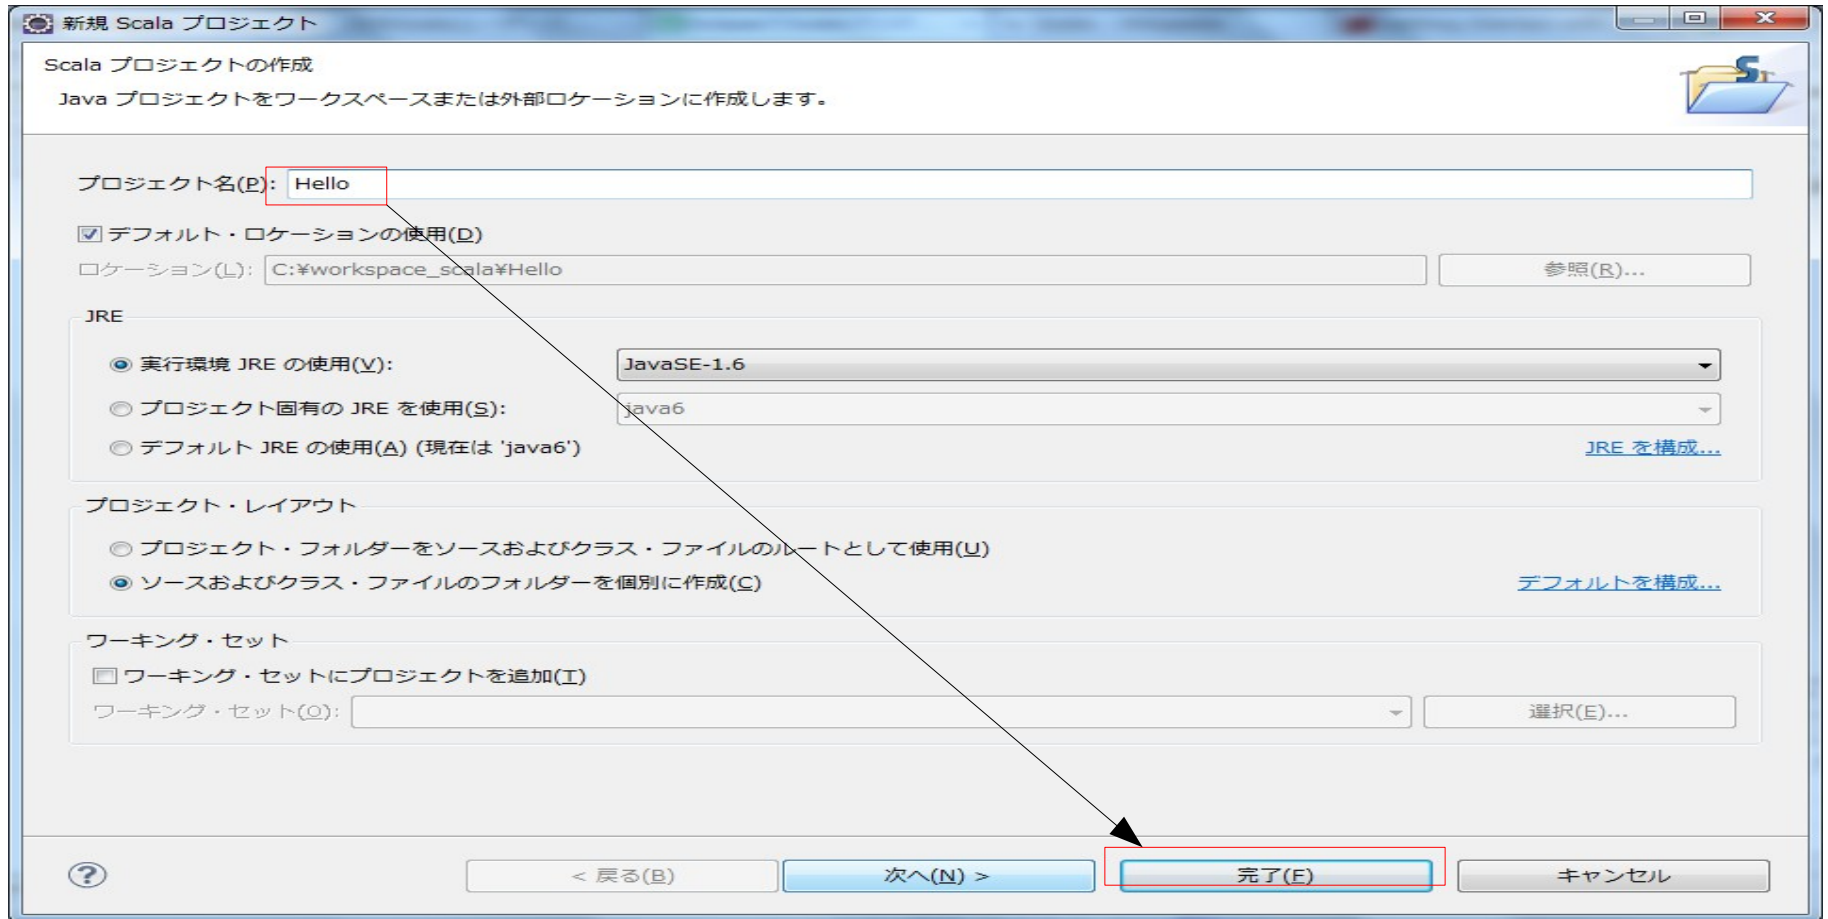 新規 Scala プロジェクト
Scala プロジェクトの作成
Java プロジェクトをワークスペースまたは外部ロケーションに作成します。
プロジェクト名(P): Hello
デフォルト・ロケーションの使用(D)
ロケーション(L): C:¥workspace_scala¥Hello 参照(R)...
JRE
実行環境 JRE の使用(V): JavaSE-1.6
プロジェクト固有の JRE を使用(S): java6
デフォルト JRE の使用(A) (現在は 'java6') JRE を構成...
プロジェクト・レイアウト
プロジェクト・フォルダーをソースおよびクラス・ファイルのルートとして使用(U)
ソースおよびクラス・ファイルのフォルダーを個別に作成(C) デフォルトを構成...
ワーキング・セット
ワーキング・セットにプロジェクトを追加(T)
ワーキング・セット(O): 選択(E)...
? < 戻る(B) 次へ(N) > 完了(F) キャンセル